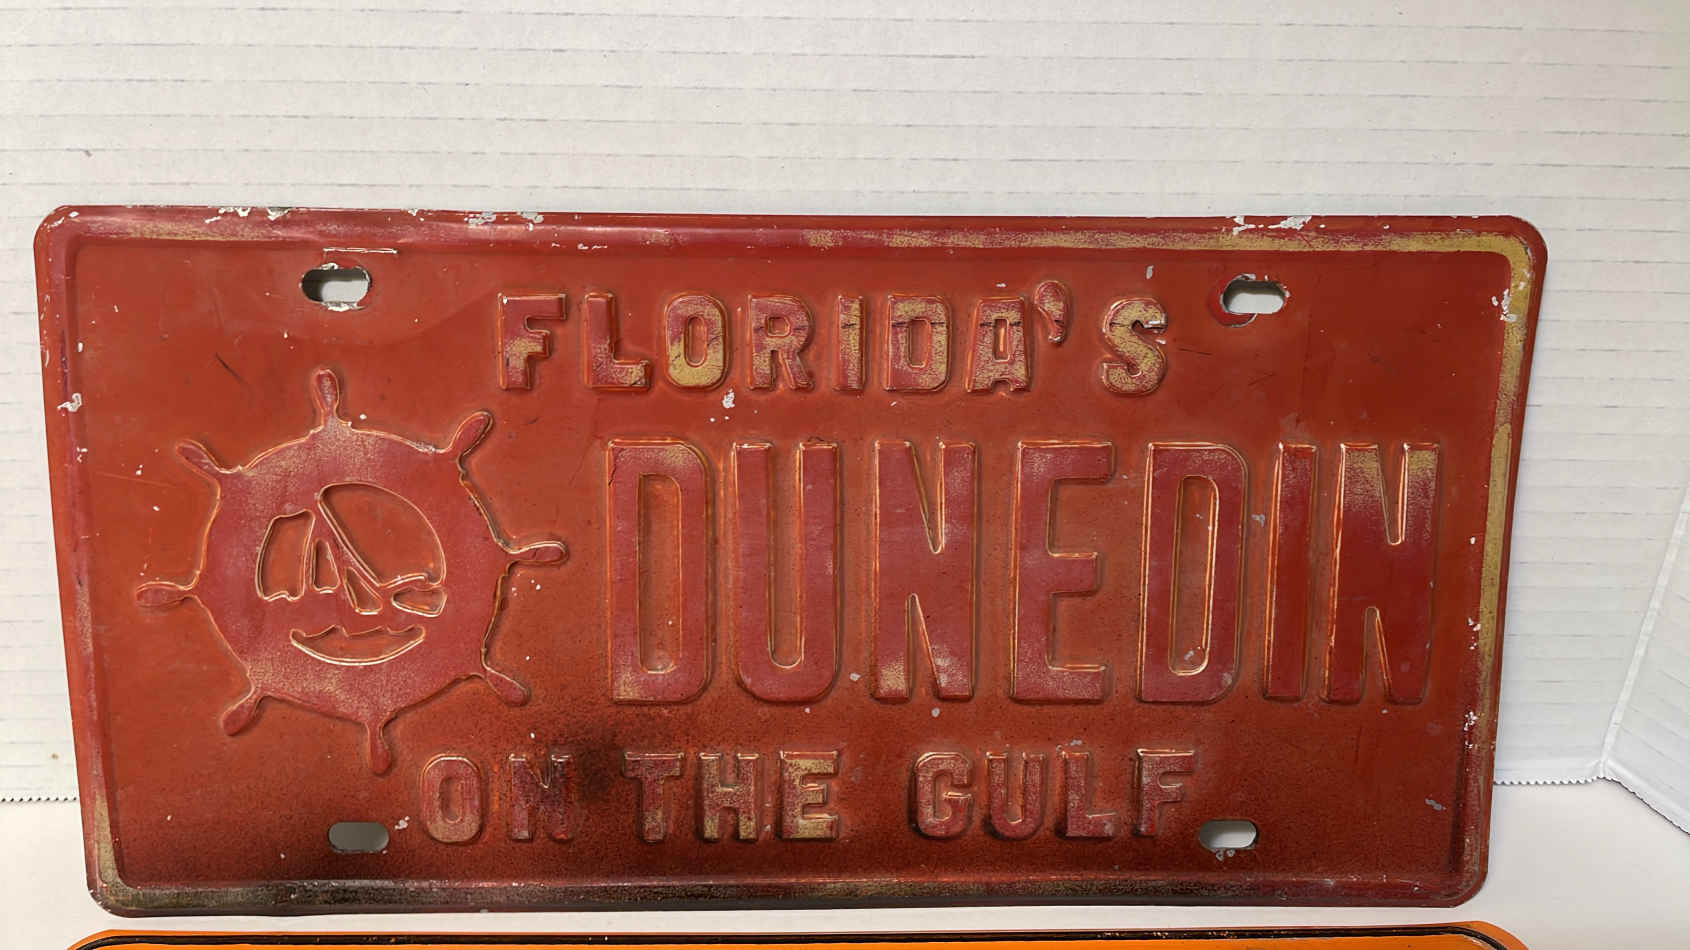 FLORIDA'S
DUNEDIN
ON THE GULF